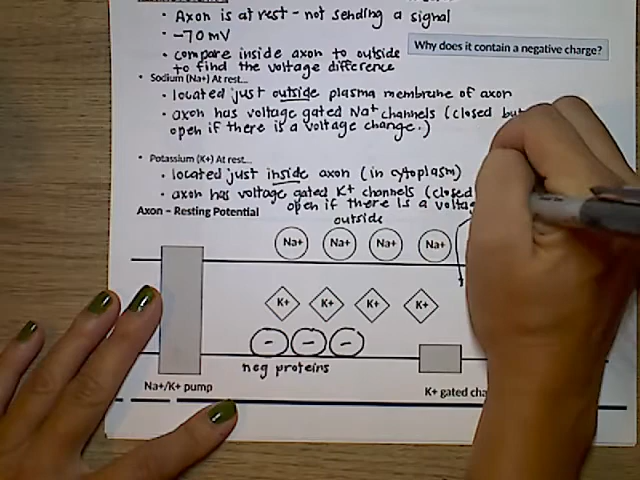 • Axon is at rest - not sending a signal
• -70 mV
• compare inside axon to outside
to find the voltage difference
Why does it contain a negative charge?
• Sodium (Na+) At rest...
• located just outside plasma membrane of axon
• axon has voltage gated Na+ channels (closed but
open if there is a voltage change.)
• Potassium (K+) At rest...
• located just inside axon (in cytoplasm)
• axon has voltage gated K+ channels (closed
open if there is a
Axon – Resting Potential
outside
Na+ Na+ Na+ Na+
K+ K+ K+ K+
- - -
neg proteins
Na+/K+ pump
K+ gated